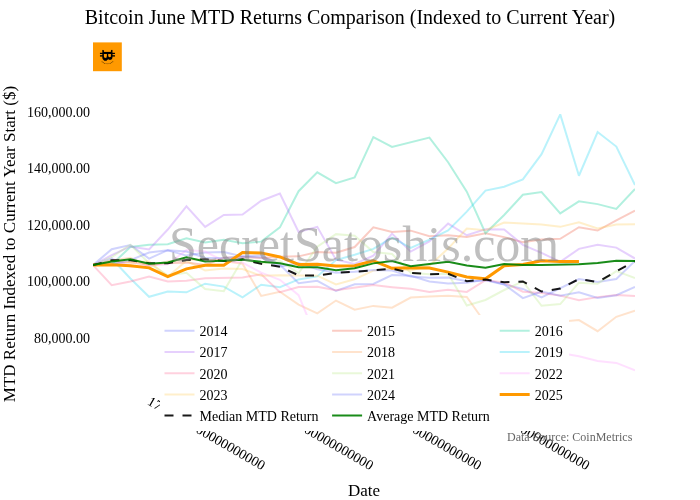 Bitcoin June MTD Returns Comparison (Indexed to Current Year)
MTD Return Indexed to Current Year Start ($)
160,000.00
140,000.00
120,000.00
100,000.00
80,000.00
SecretSatoshis.com
2014 2015 2016
2017 2018 2019
2020 2021 2022
2023 2024 2025
Median MTD Return Average MTD Return
Data Source: CoinMetrics
Date